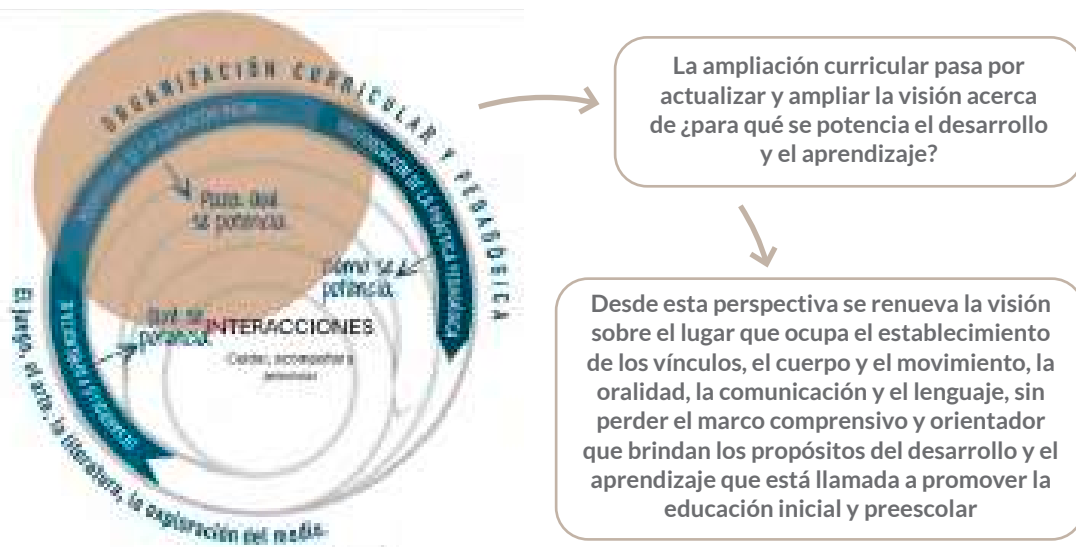 ORGANIZACIÓN CURRICULAR Y PEDAGÓGICA
Para qué
se potencia
Cómo se
potencia
Qué se
potencia
INTERACCIONES
Cuidar, acompañar
El juego, el arte, la literatura, la exploración del medio.
La ampliación curricular pasa por
actualizar y ampliar la visión acerca
de ¿para qué se potencia el desarrollo
y el aprendizaje?
Desde esta perspectiva se renueva la visión
sobre el lugar que ocupa el establecimiento
de los vínculos, el cuerpo y el movimiento, la
oralidad, la comunicación y el lenguaje, sin
perder el marco comprensivo y orientador
que brindan los propósitos del desarrollo y el
aprendizaje que está llamada a promover la
educación inicial y preescolar